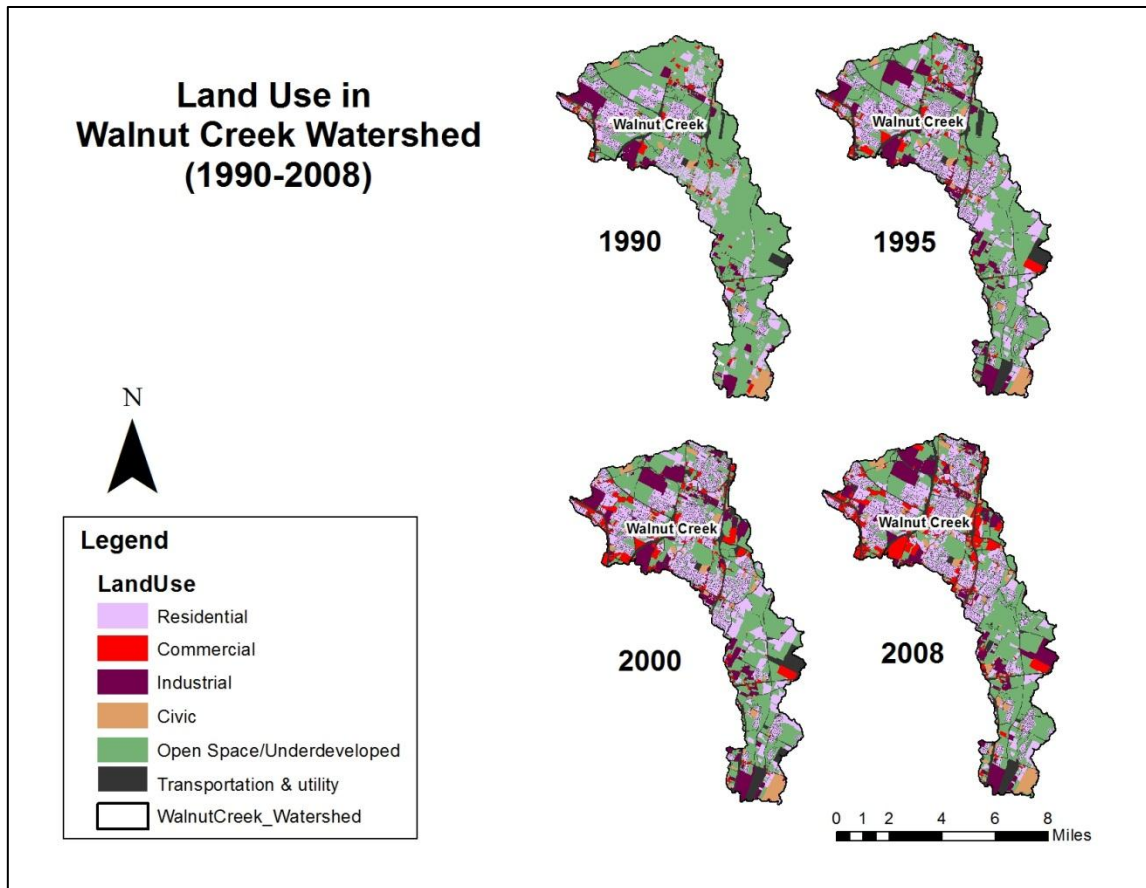 Land Use in
Walnut Creek Watershed
(1990-2008)
Walnut Creek
1990
Walnut Creek
1995
N
Legend
LandUse
Residential
Commercial
Industrial
Civic
Open Space/Underdeveloped
Transportation & utility
WalnutCreek_Watershed
Walnut Creek
2000
Walnut Creek
2008
0 1 2 4 6 8
Miles